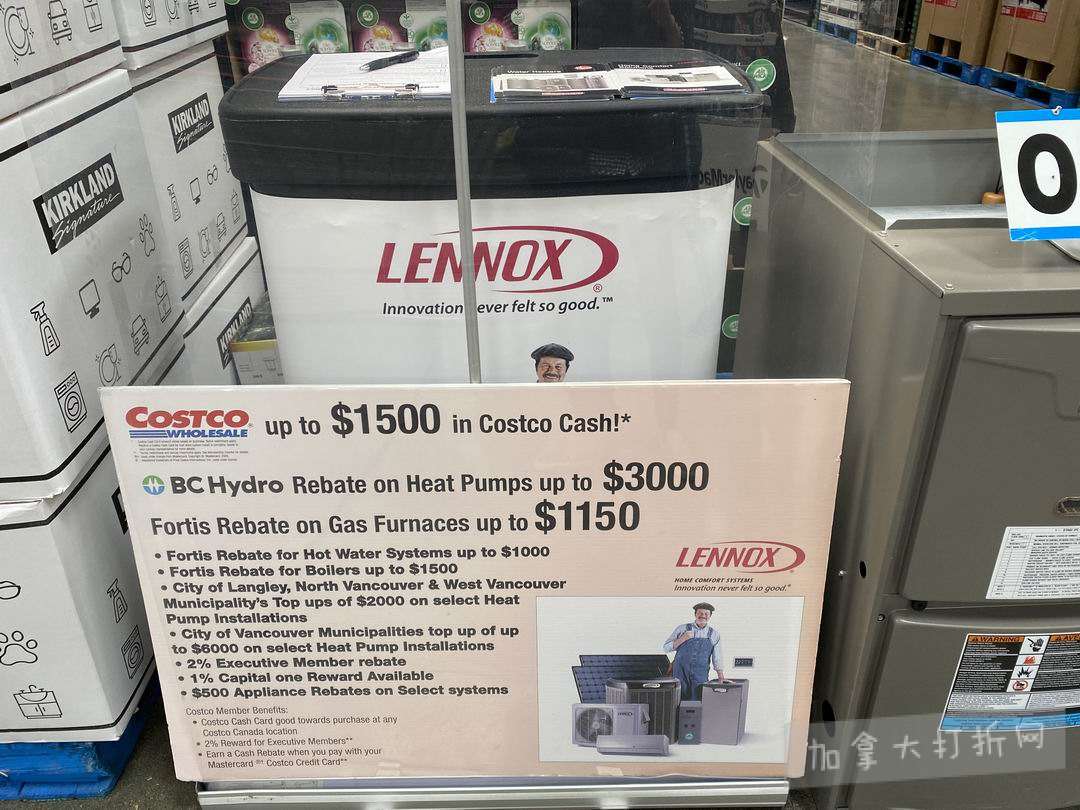 KIRKLAND
Signature
KIRKLAND
Signature
KIRKLAND
Water Heaters
LENNOX®
Innovation never felt so good.™
0
COSTCO
WHOLESALE
up to $1500 in Costco Cash!*
BC Hydro Rebate on Heat Pumps up to $3000
Fortis Rebate on Gas Furnaces up to $1150
• Fortis Rebate for Hot Water Systems up to $1000
• Fortis Rebate for Boilers up to $1500
• City of Langley, North Vancouver & West Vancouver
Municipality's Top ups of $2000 on select Heat
Pump Installations
• City of Vancouver Municipalities top up of up
to $6000 on select Heat Pump Installations
• 2% Executive Member rebate
• 1% Capital one Reward Available
• $500 Appliance Rebates on Select systems
Costco Member Benefits:
• Costco Cash Card good towards purchase at any
Costco Canada location
• 2% Reward for Executive Members**
• Earn a Cash Rebate when you pay with your
Mastercard Costco Credit Card**
LENNOX®
HOME COMFORT SYSTEMS
Innovation never felt so good.™
WARNING
加拿大打折网